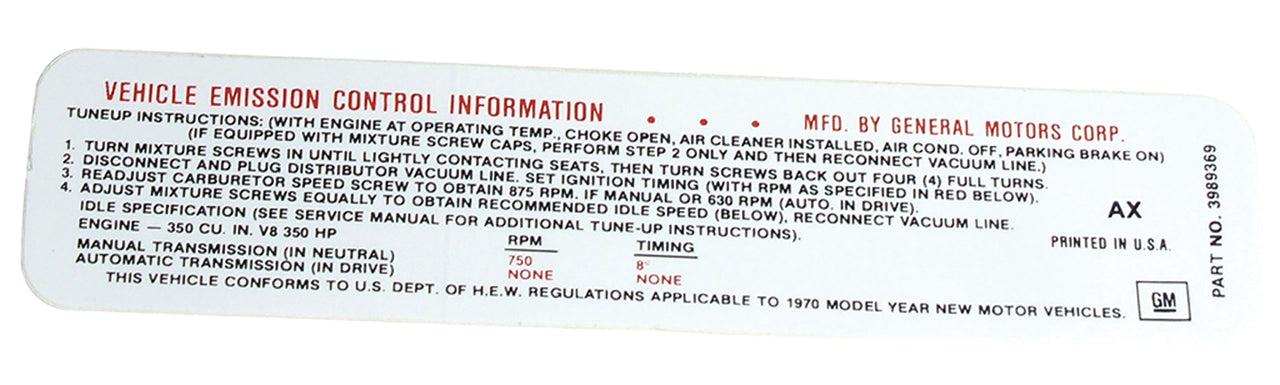 VEHICLE EMISSION CONTROL INFORMATION . . . MFD. BY GENERAL MOTORS CORP.
TUNEUP INSTRUCTIONS: (WITH ENGINE AT OPERATING TEMP., CHOKE OPEN, AIR CLEANER INSTALLED, AIR COND. OFF, PARKING BRAKE ON)
(IF EQUIPPED WITH MIXTURE SCREW CAPS, PERFORM STEP 2 ONLY AND THEN RECONNECT VACUUM LINE.)
1. TURN MIXTURE SCREWS IN UNTIL LIGHTLY CONTACTING SEATS, THEN TURN SCREWS BACK OUT FOUR (4) FULL TURNS.
2. DISCONNECT AND PLUG DISTRIBUTOR VACUUM LINE. SET IGNITION TIMING (WITH RPM AS SPECIFIED IN RED BELOW).
3. READJUST CARBURETOR SPEED SCREW TO OBTAIN 875 RPM. IF MANUAL OR 630 RPM (AUTO. IN DRIVE).
4. ADJUST MIXTURE SCREWS EQUALLY TO OBTAIN RECOMMENDED IDLE SPEED (BELOW), RECONNECT VACUUM LINE.
IDLE SPECIFICATION (SEE SERVICE MANUAL FOR ADDITIONAL TUNE-UP INSTRUCTIONS).
ENGINE — 350 CU. IN. V8 350 HP
RPM TIMING
MANUAL TRANSMISSION (IN NEUTRAL) 750 8°
AUTOMATIC TRANSMISSION (IN DRIVE) NONE NONE
THIS VEHICLE CONFORMS TO U.S. DEPT. OF H.E.W. REGULATIONS APPLICABLE TO 1970 MODEL YEAR NEW MOTOR VEHICLES.
AX
PRINTED IN U.S.A.
GM
PART NO. 3989369